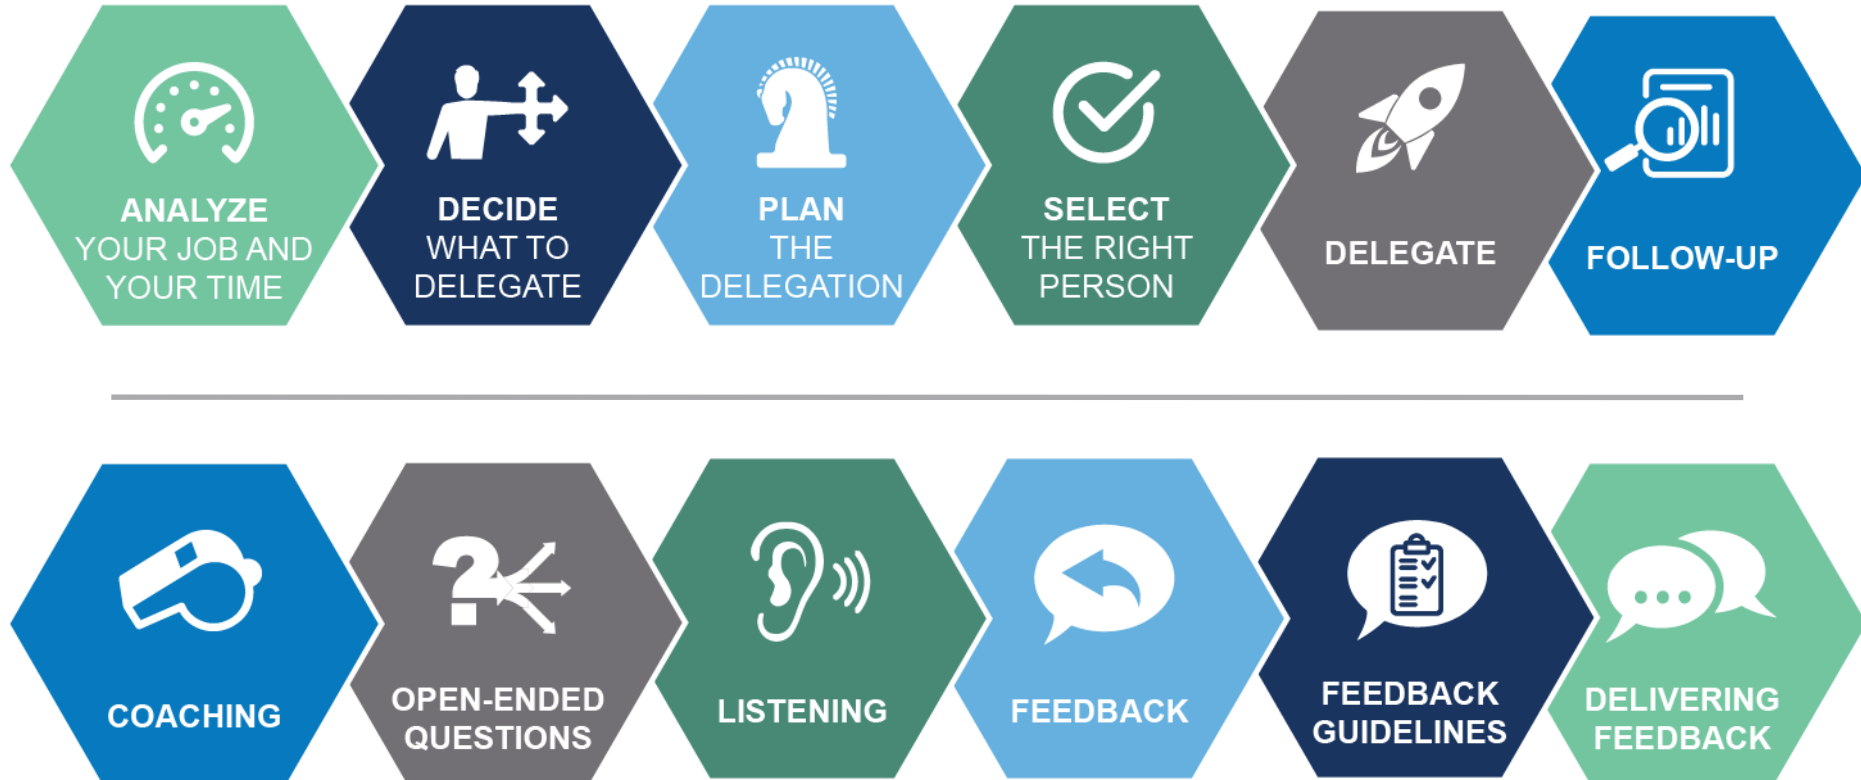 ANALYZE
YOUR JOB AND
YOUR TIME
DECIDE
WHAT TO
DELEGATE
PLAN
THE
DELEGATION
SELECT
THE RIGHT
PERSON
DELEGATE
FOLLOW-UP
COACHING
OPEN-ENDED
QUESTIONS
LISTENING
FEEDBACK
FEEDBACK
GUIDELINES
DELIVERING
FEEDBACK